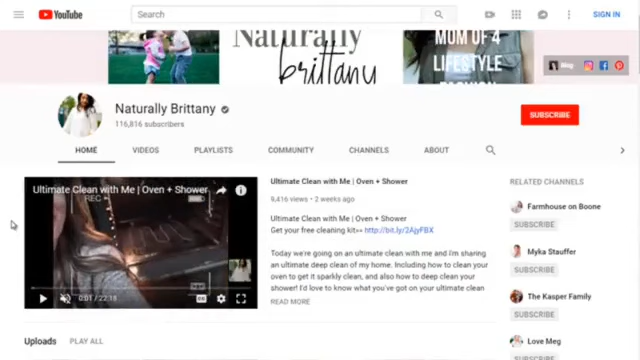 YouTube
Search
SIGN IN
Naturally
brittany
MOM OF 4
LIFESTYLE
FASHION
Blog
Naturally Brittany
116,816 subscribers
SUBSCRIBE
HOME
VIDEOS
PLAYLISTS
COMMUNITY
CHANNELS
ABOUT
Ultimate Clean with Me | Oven + Shower
REC
0:01 / 22:18
Ultimate Clean with Me | Oven + Shower
9,416 views • 2 weeks ago
Ultimate Clean with Me | Oven + Shower
Get your free cleaning kit>> http://bit.ly/2AjyFBX
Today we're going on an ultimate clean with me and I'm sharing
an ultimate deep clean of my home. Including how to clean your
oven to get it sparkly clean, and also how to deep clean your
shower! I'd love to know what you've got on your ultimate clean
READ MORE
RELATED CHANNELS
Farmhouse on Boone
SUBSCRIBE
Myka Stauffer
SUBSCRIBE
The Kasper Family
SUBSCRIBE
Love Meg
SUBSCRIBE
Uploads
PLAY ALL